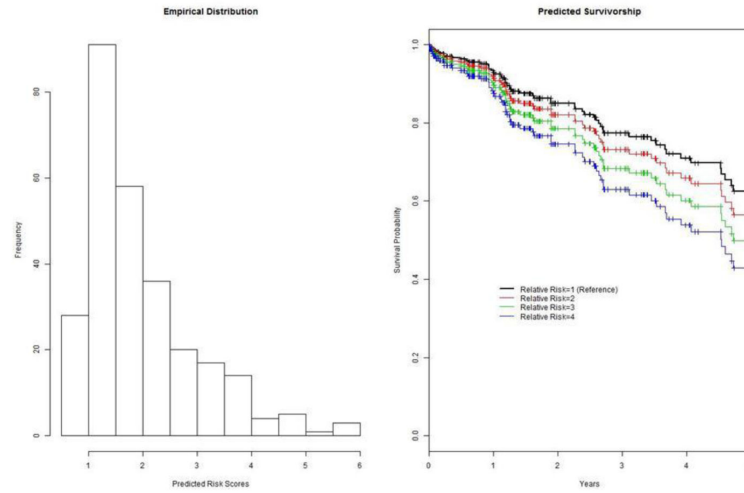 Empirical Distribution
Frequency
0
20
40
60
80
1 2 3 4 5 6
Predicted Risk Scores
Predicted Survivorship
Survival Probability
0.0
0.2
0.4
0.6
0.8
1.0
Relative Risk=1 (Reference)
Relative Risk=2
Relative Risk=3
Relative Risk=4
0 1 2 3 4
Years